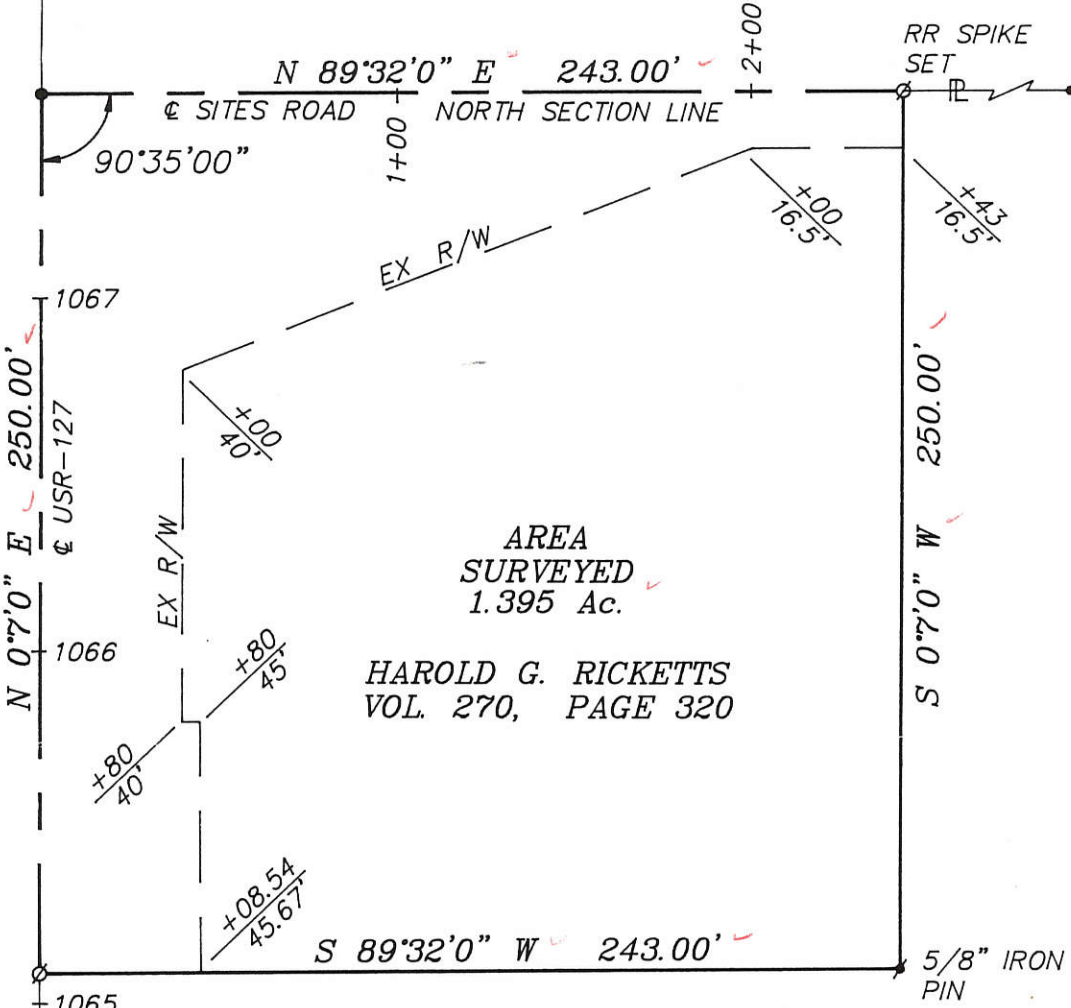 RR SPIKE
SET
2+00
N 89°32'0" E 243.00'
℄ SITES ROAD NORTH SECTION LINE
ℙL
1+00
90°35'00"
+00
16.5'
+43
16.5'
EX R/W
1067
N 0°7'0" E 250.00'
℄ USR-127
+00
40'
S 0°7'0" W 250.00'
EX R/W
AREA
SURVEYED
1.395 Ac.
1066
+80
45'
HAROLD G. RICKETTS
VOL. 270, PAGE 320
+80
40'
+08.54
45.67'
S 89°32'0" W 243.00'
5/8" IRON
PIN
1065